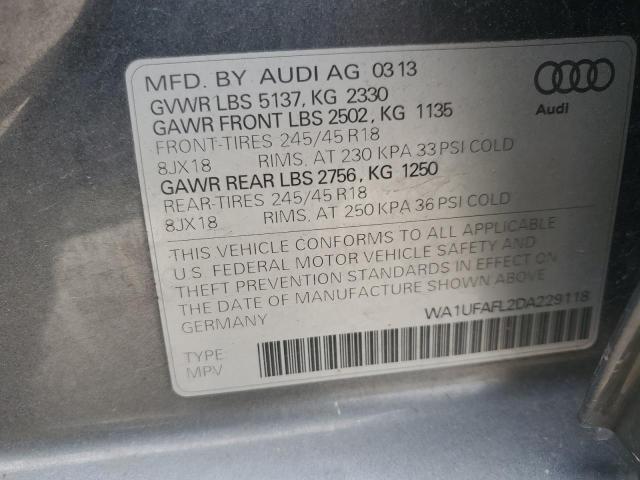 MFD. BY AUDI AG 03 13
GVWR LBS 5137, KG 2330
GAWR FRONT LBS 2502, KG 1135
FRONT-TIRES 245/45 R18
8JX18 RIMS, AT 230 KPA 33 PSI COLD
GAWR REAR LBS 2756, KG 1250
REAR-TIRES 245/45 R18
8JX18 RIMS, AT 250 KPA 36 PSI COLD
Audi
THIS VEHICLE CONFORMS TO ALL APPLICABLE
U.S. FEDERAL MOTOR VEHICLE SAFETY AND
THEFT PREVENTION STANDARDS IN EFFECT ON
THE DATE OF MANUFACTURE SHOWN ABOVE.
GERMANY
WA1UFAFL2DA229118
TYPE:
MPV